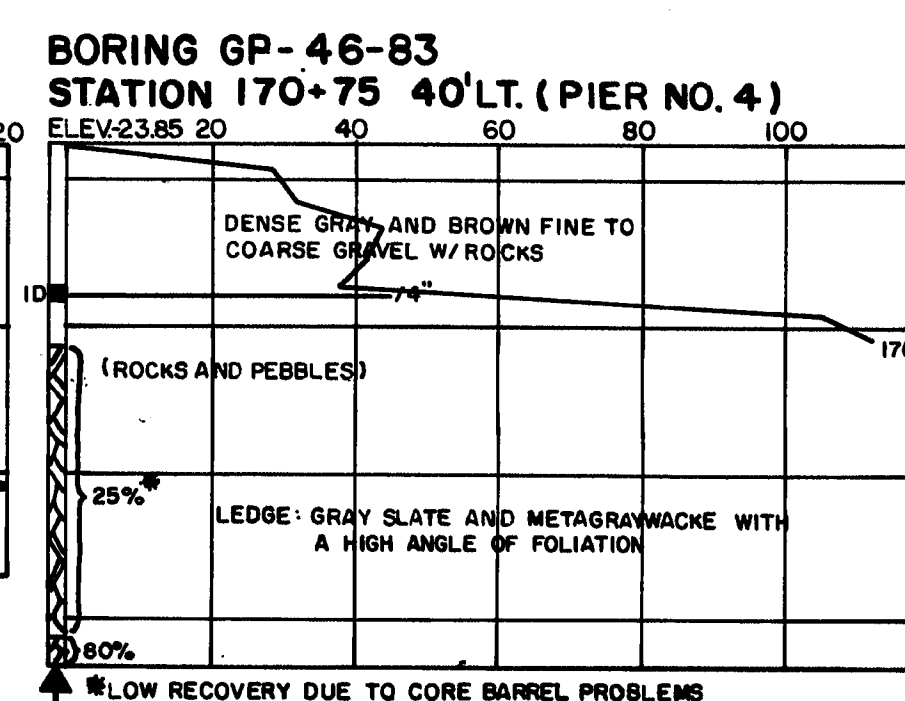 BORING GP-46-83
STATION 170+75 40'LT. (PIER NO. 4)
20 ELEV.-23.85 20 40 60 80 100
DENSE GRAY AND BROWN FINE TO
COARSE GRAVEL W/ROCKS
1D /4"
170
(ROCKS AND PEBBLES)
25%*
LEDGE: GRAY SLATE AND METAGRAYWACKE WITH
A HIGH ANGLE OF FOLIATION
80%
*LOW RECOVERY DUE TO CORE BARREL PROBLEMS